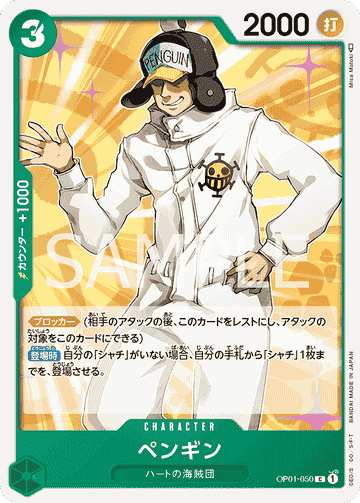 3
2000
打
PENGUIN
Misa Matoki
カウンター +1000
SAMPLE
ブロッカー (相手のアタックの後、このカードをレストにし、アタックの
対象をこのカードにできる)
登場時 自分の「シャチ」がいない場合、自分の手札から「シャチ」1枚ま
でを、登場させる。
CHARACTER
ペンギン
ハートの海賊団
OP01-050 C 1
BANDAI MADE IN JAPAN